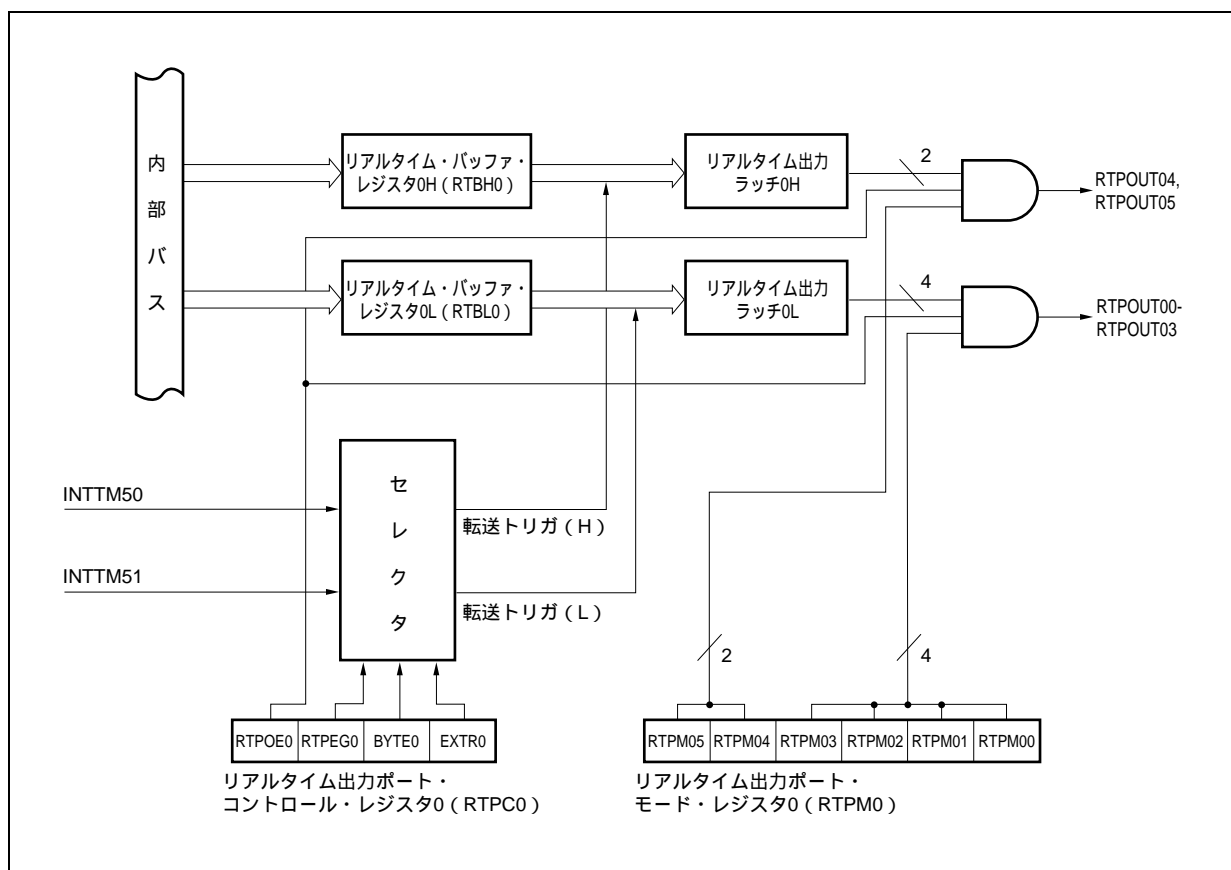 内部バス
リアルタイム・バッファ・
レジスタ0H（RTBH0）
リアルタイム出力
ラッチ0H
2
RTPOUT04,
RTPOUT05
リアルタイム・バッファ・
レジスタ0L（RTBL0）
リアルタイム出力
ラッチ0L
4
RTPOUT00-
RTPOUT03
INTTM50
INTTM51
セレクタ
転送トリガ（H）
転送トリガ（L）
2
4
RTPOE0 RTPEG0 BYTE0 EXTR0
リアルタイム出力ポート・
コントロール・レジスタ0（RTPC0）
RTPM05 RTPM04 RTPM03 RTPM02 RTPM01 RTPM00
リアルタイム出力ポート・
モード・レジスタ0（RTPM0）